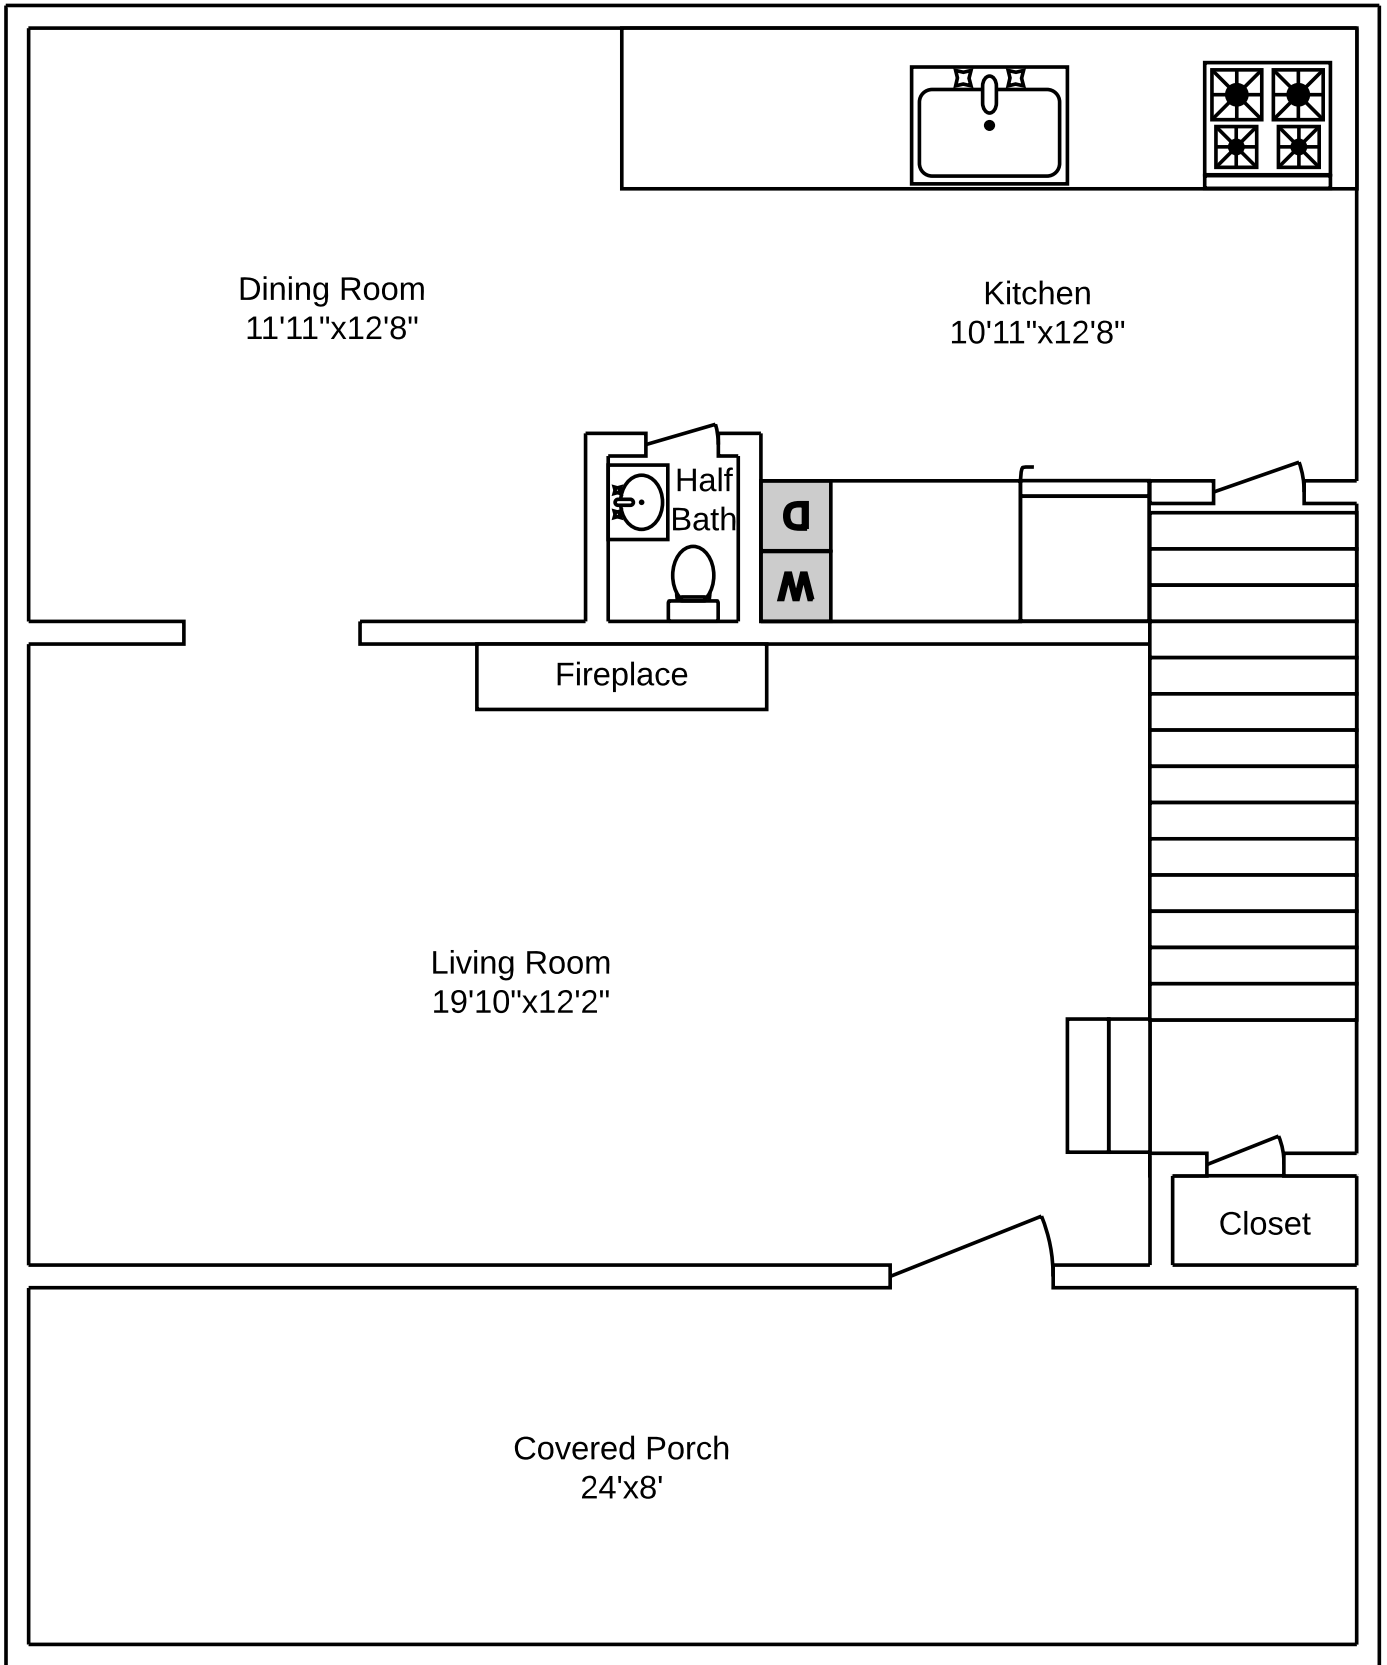 Dining Room
11'11"x12'8"
Kitchen
10'11"x12'8"
Half
Bath
D
W
Fireplace
Living Room
19'10"x12'2"
Closet
Covered Porch
24'x8'